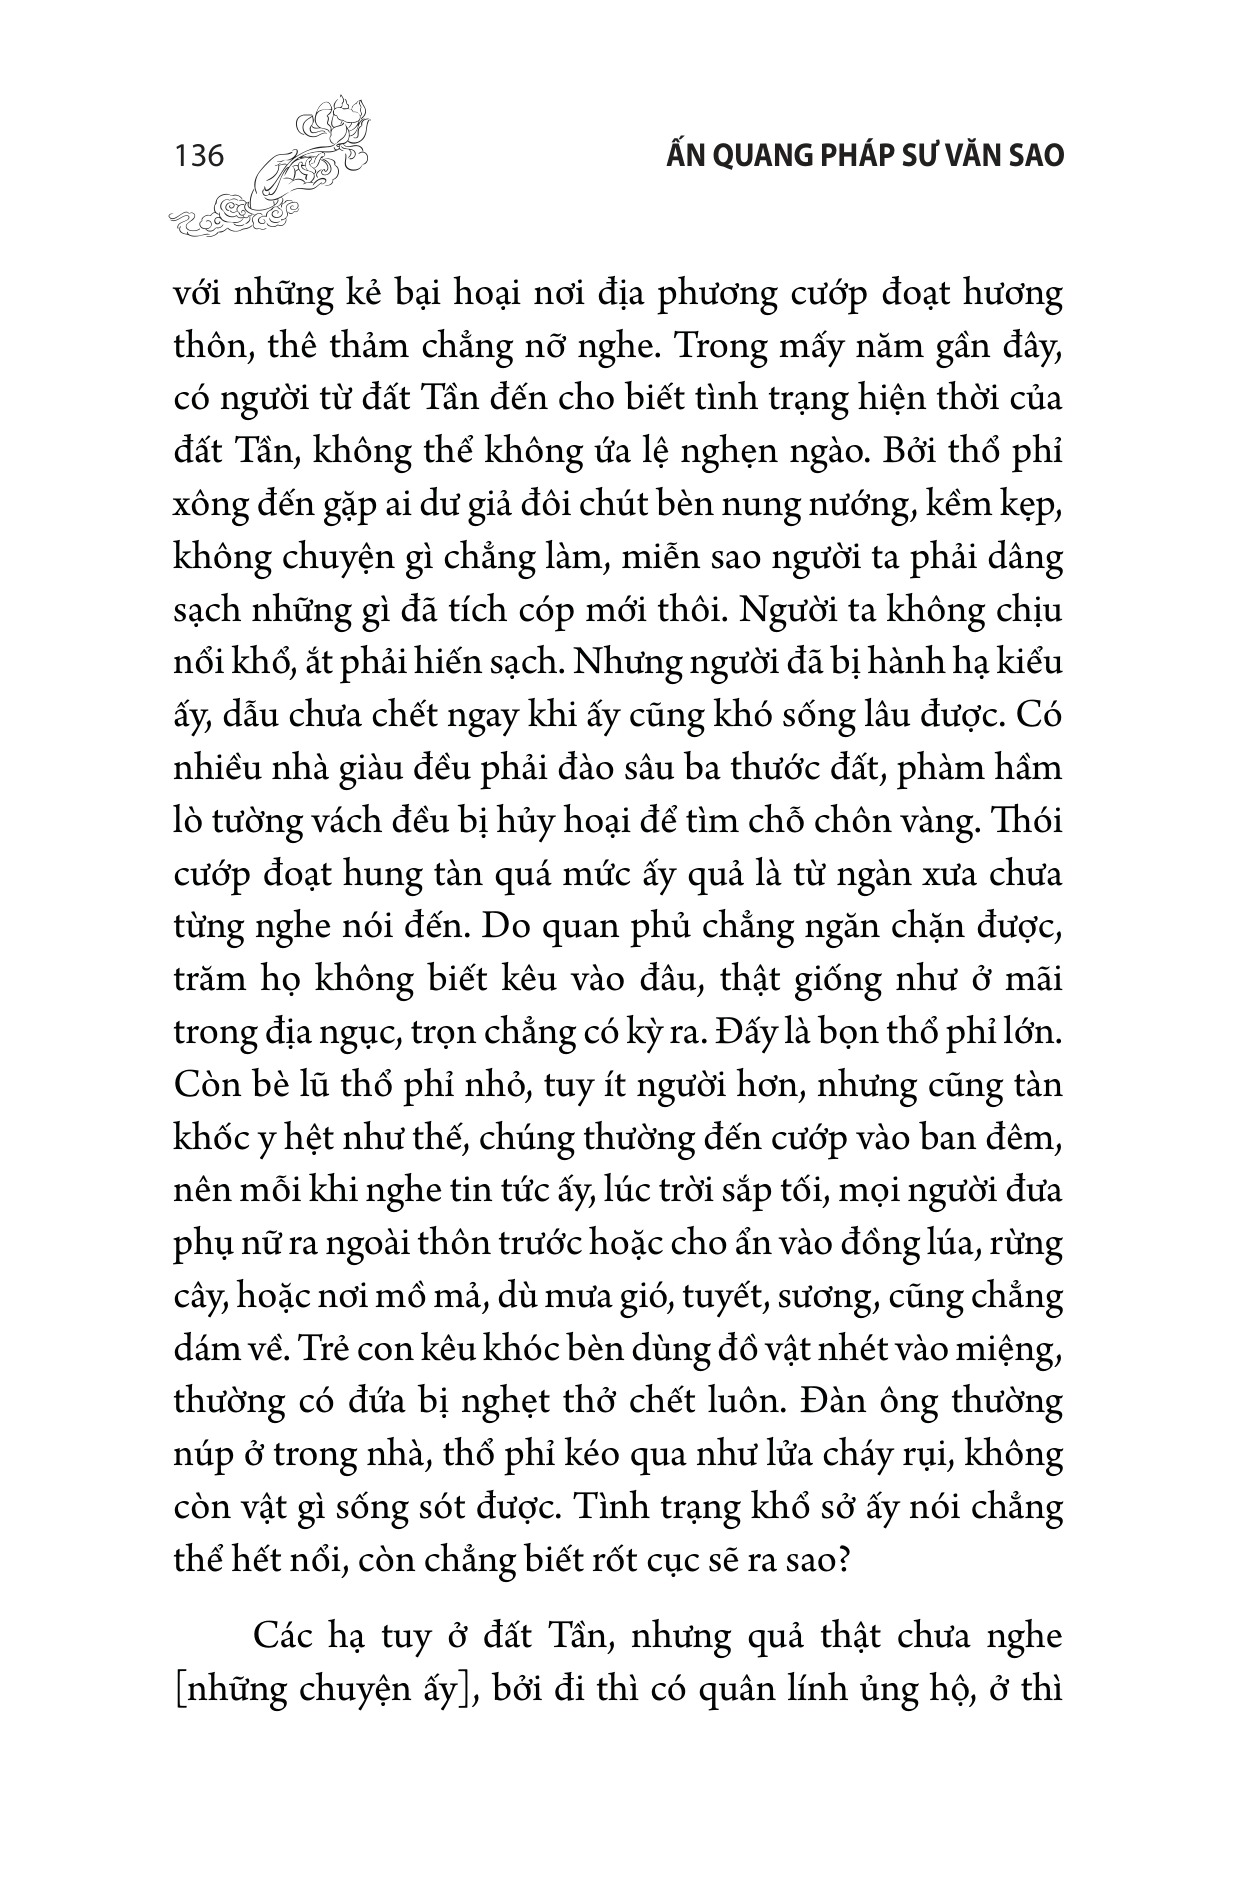 136
ẤN QUANG PHÁP SƯ VĂN SAO
với những kẻ bại hoại nơi địa phương cướp đoạt hương
thôn, thê thảm chẳng nỡ nghe. Trong mấy năm gần đây,
có người từ đất Tần đến cho biết tình trạng hiện thời của
đất Tần, không thể không ứa lệ nghẹn ngào. Bởi thổ phỉ
xông đến gặp ai dư giả đôi chút bèn nung nướng, kềm kẹp,
không chuyện gì chẳng làm, miễn sao người ta phải dâng
sạch những gì đã tích cóp mới thôi. Người ta không chịu
nổi khổ, ắt phải hiến sạch. Nhưng người đã bị hành hạ kiểu
ấy, dẫu chưa chết ngay khi ấy cũng khó sống lâu được. Có
nhiều nhà giàu đều phải đào sâu ba thước đất, phàm hầm
lò tường vách đều bị hủy hoại để tìm chỗ chôn vàng. Thói
cướp đoạt hung tàn quá mức ấy quả là từ ngàn xưa chưa
từng nghe nói đến. Do quan phủ chẳng ngăn chặn được,
trăm họ không biết kêu vào đâu, thật giống như ở mãi
trong địa ngục, trọn chẳng có kỳ ra. Đấy là bọn thổ phỉ lớn.
Còn bè lũ thổ phỉ nhỏ, tuy ít người hơn, nhưng cũng tàn
khốc y hệt như thế, chúng thường đến cướp vào ban đêm,
nên mỗi khi nghe tin tức ấy, lúc trời sắp tối, mọi người đưa
phụ nữ ra ngoài thôn trước hoặc cho ẩn vào đồng lúa, rừng
cây, hoặc nơi mồ mả, dù mưa gió, tuyết, sương, cũng chẳng
dám về. Trẻ con kêu khóc bèn dùng đồ vật nhét vào miệng,
thường có đứa bị nghẹt thở chết luôn. Đàn ông thường
núp ở trong nhà, thổ phỉ kéo qua như lửa cháy rụi, không
còn vật gì sống sót được. Tình trạng khổ sở ấy nói chẳng
thể hết nổi, còn chẳng biết rốt cục sẽ ra sao?
Các hạ tuy ở đất Tần, nhưng quả thật chưa nghe
[những chuyện ấy], bởi đi thì có quân lính ủng hộ, ở thì